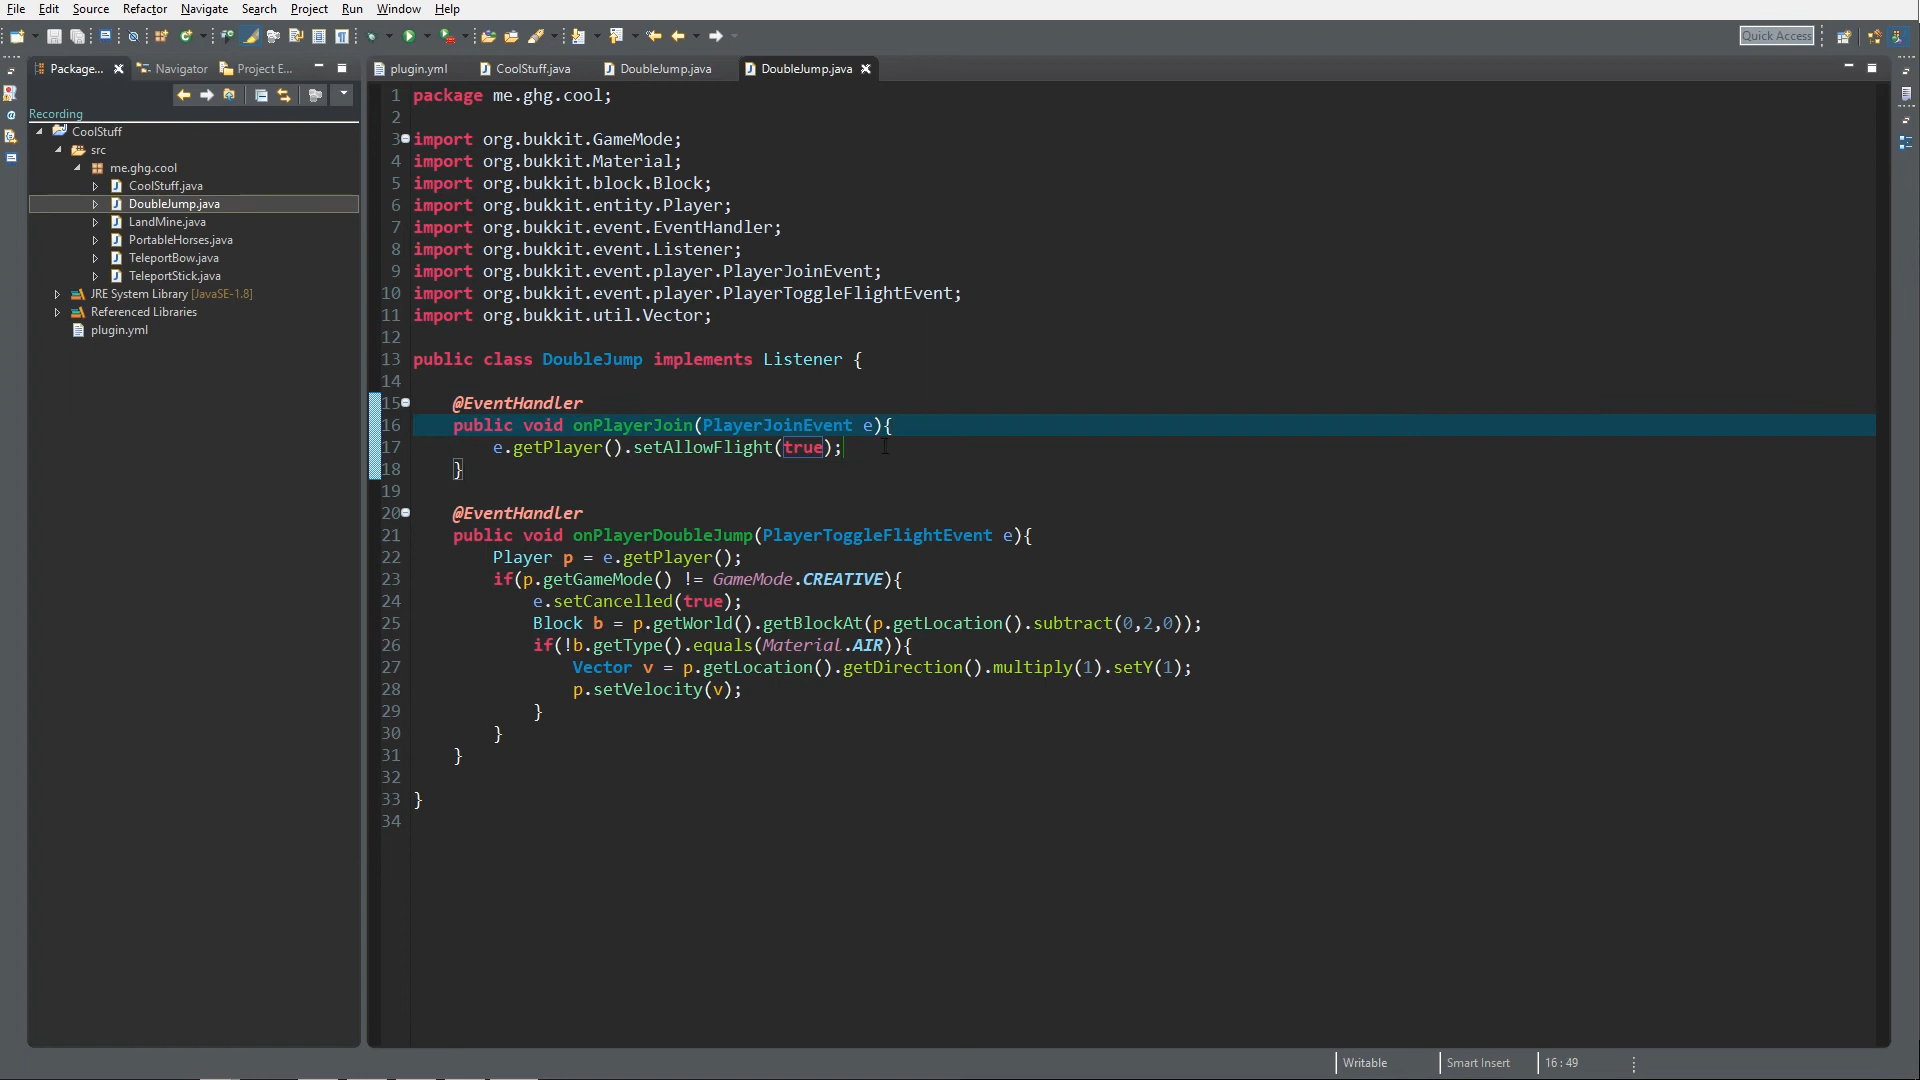 File Edit Source Refactor Navigate Search Project Run Window Help
Quick Access
Package... Navigator Project E...
plugin.yml CoolStuff.java DoubleJump.java DoubleJump.java
Recording
CoolStuff
src
me.ghg.cool
CoolStuff.java
DoubleJump.java
LandMine.java
PortableHorses.java
TeleportBow.java
TeleportStick.java
JRE System Library [JavaSE-1.8]
Referenced Libraries
plugin.yml
1 package me.ghg.cool;
2
3 import org.bukkit.GameMode;
4 import org.bukkit.Material;
5 import org.bukkit.block.Block;
6 import org.bukkit.entity.Player;
7 import org.bukkit.event.EventHandler;
8 import org.bukkit.event.Listener;
9 import org.bukkit.event.player.PlayerJoinEvent;
10 import org.bukkit.event.player.PlayerToggleFlightEvent;
11 import org.bukkit.util.Vector;
12
13 public class DoubleJump implements Listener {
14
15 @EventHandler
16 public void onPlayerJoin(PlayerJoinEvent e){
17 e.getPlayer().setAllowFlight(true);
18 }
19
20 @EventHandler
21 public void onPlayerDoubleJump(PlayerToggleFlightEvent e){
22 Player p = e.getPlayer();
23 if(p.getGameMode() != GameMode.CREATIVE){
24 e.setCancelled(true);
25 Block b = p.getWorld().getBlockAt(p.getLocation().subtract(0,2,0));
26 if(!b.getType().equals(Material.AIR)){
27 Vector v = p.getLocation().getDirection().multiply(1).setY(1);
28 p.setVelocity(v);
29 }
30 }
31 }
32
33 }
34
Writable Smart Insert 16 : 49